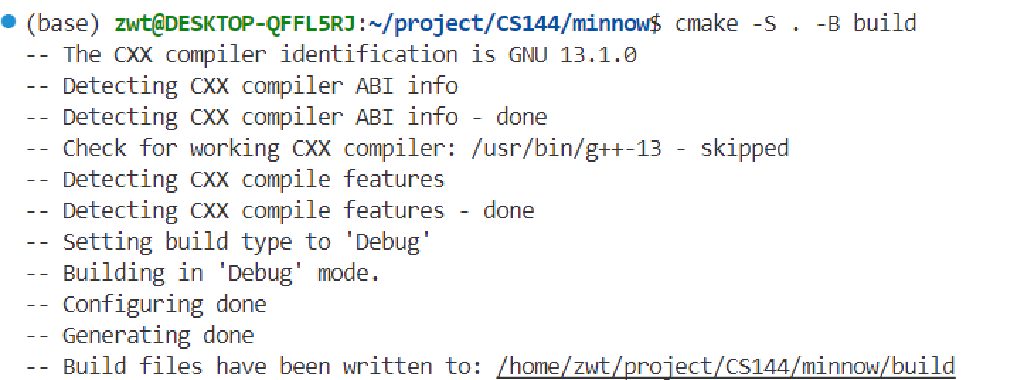 (base) zwt@DESKTOP-QFFL5RJ:~/project/CS144/minnow$ cmake -S . -B build
-- The CXX compiler identification is GNU 13.1.0
-- Detecting CXX compiler ABI info
-- Detecting CXX compiler ABI info - done
-- Check for working CXX compiler: /usr/bin/g++-13 - skipped
-- Detecting CXX compile features
-- Detecting CXX compile features - done
-- Setting build type to 'Debug'
-- Building in 'Debug' mode.
-- Configuring done
-- Generating done
-- Build files have been written to: /home/zwt/project/CS144/minnow/build